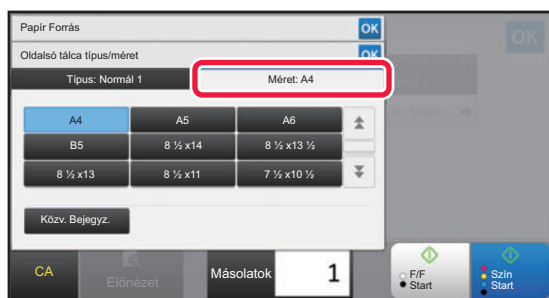 Papír Forrás OK
OK
Oldalsó tálca típus/méret OK
Típus: Normál 1 Méret: A4
A4 A5 A6
B5 8 ½ x14 8 ½ x13 ½
8 ½ x13 8 ½ x11 7 ½ x10 ½
Közv. Bejegyz.
CA
Előnézet
Másolatok 1
F/F
Start
Szín
Start